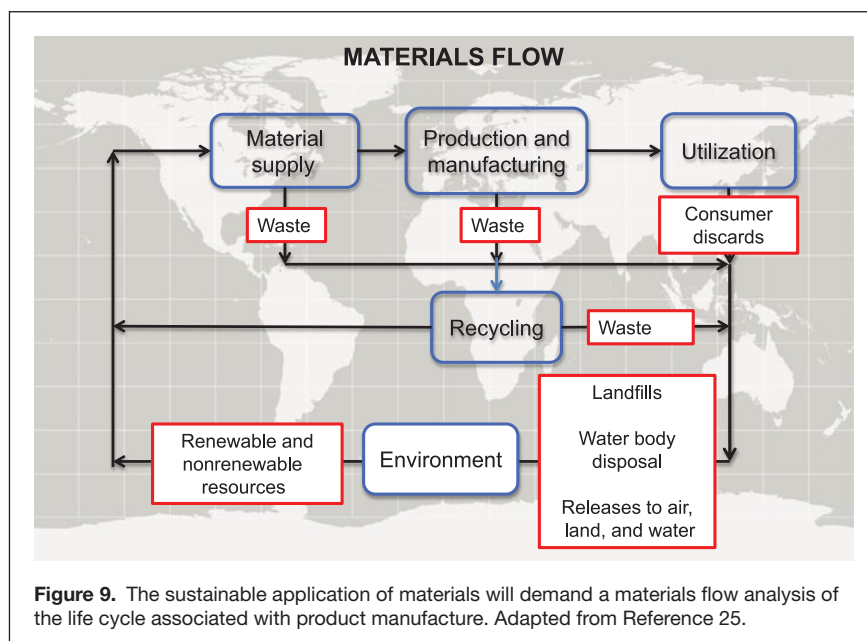 MATERIALS FLOW
Material
supply
Production and
manufacturing
Utilization
Waste
Waste
Consumer
discards
Recycling
Waste
Landfills
Water body
disposal
Releases to air,
land, and water
Environment
Renewable and
nonrenewable
resources
Figure 9. The sustainable application of materials will demand a materials flow analysis of
the life cycle associated with product manufacture. Adapted from Reference 25.